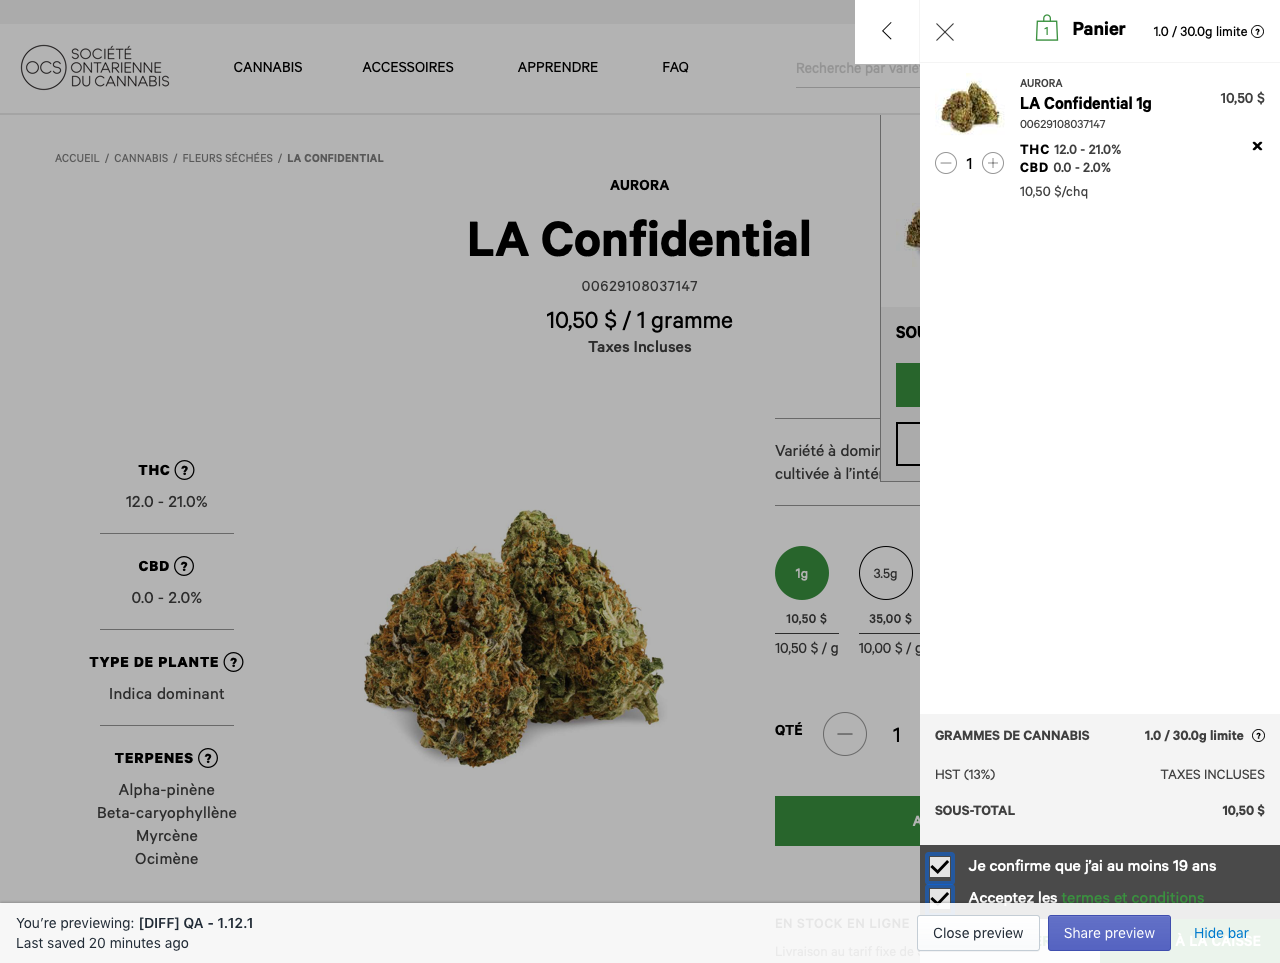 OCS SOCIÉTÉ
ONTARIENNE
DU CANNABIS
CANNABIS
ACCESSOIRES
APPRENDRE
FAQ
Recherche par varié
ACCUEIL / CANNABIS / FLEURS SÉCHÉES / LA CONFIDENTIAL
AURORA
LA Confidential
00629108037147
10,50 $ / 1 gramme
Taxes Incluses
THC ?
12.0 - 21.0%
CBD ?
0.0 - 2.0%
TYPE DE PLANTE ?
Indica dominant
TERPENES ?
Alpha-pinène
Beta-caryophyllène
Myrcène
Ocimène
SOU
Variété à domin
cultivée à l'inté
1g
3.5g
10,50 $
35,00 $
10,50 $ / g
10,00 $ / g
QTÉ
1
A
EN STOCK EN LIGNE
Livraison au tarif fixe de
1
Panier
1.0 / 30.0g limite ?
AURORA
LA Confidential 1g
10,50 $
00629108037147
THC 12.0 - 21.0%
CBD 0.0 - 2.0%
1
10,50 $/chq
GRAMMES DE CANNABIS
1.0 / 30.0g limite ?
HST (13%)
TAXES INCLUSES
SOUS-TOTAL
10,50 $
Je confirme que j'ai au moins 19 ans
Acceptez les termes et conditions
À LA CAISSE
You're previewing: [DIFF] QA - 1.12.1
Last saved 20 minutes ago
Close preview
Share preview
Hide bar